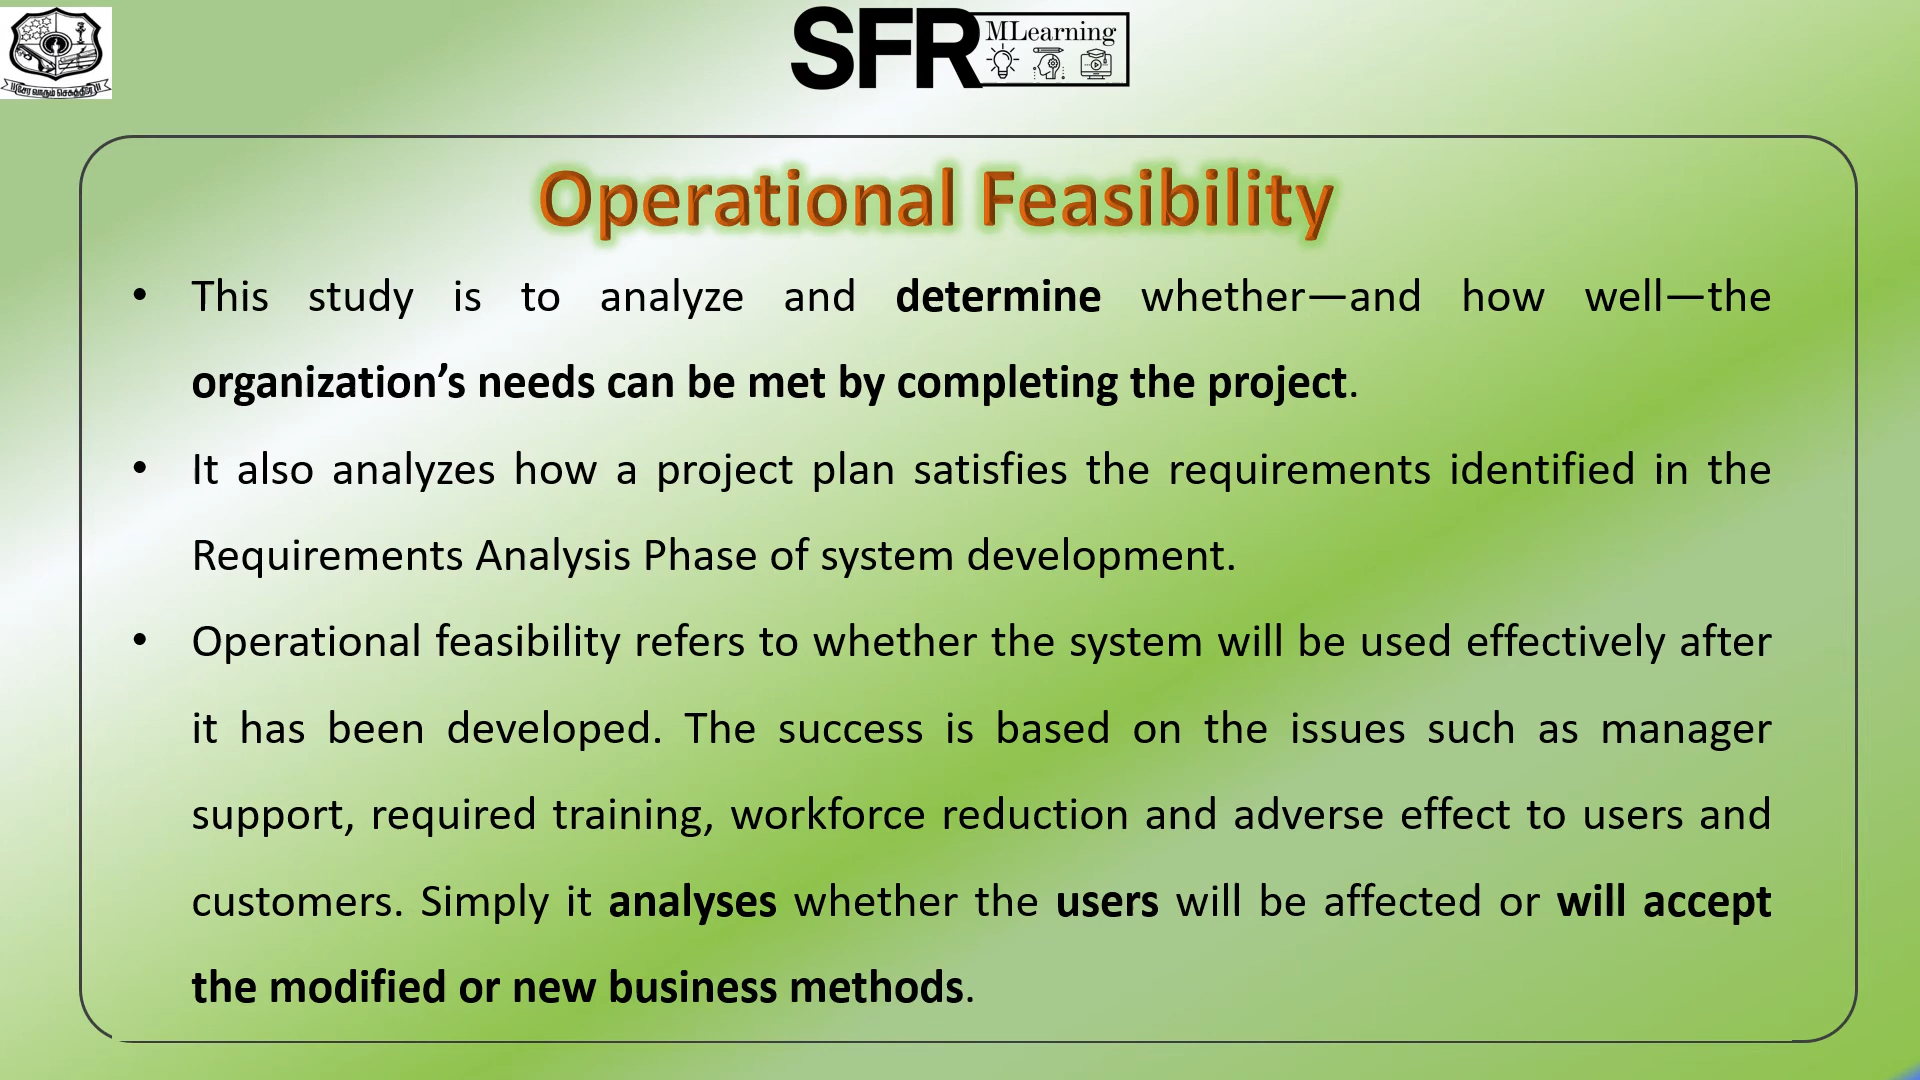 SFR MLearning
Operational Feasibility
• This study is to analyze and determine whether—and how well—the
organization’s needs can be met by completing the project.
• It also analyzes how a project plan satisfies the requirements identified in the
Requirements Analysis Phase of system development.
• Operational feasibility refers to whether the system will be used effectively after
it has been developed. The success is based on the issues such as manager
support, required training, workforce reduction and adverse effect to users and
customers. Simply it analyses whether the users will be affected or will accept
the modified or new business methods.